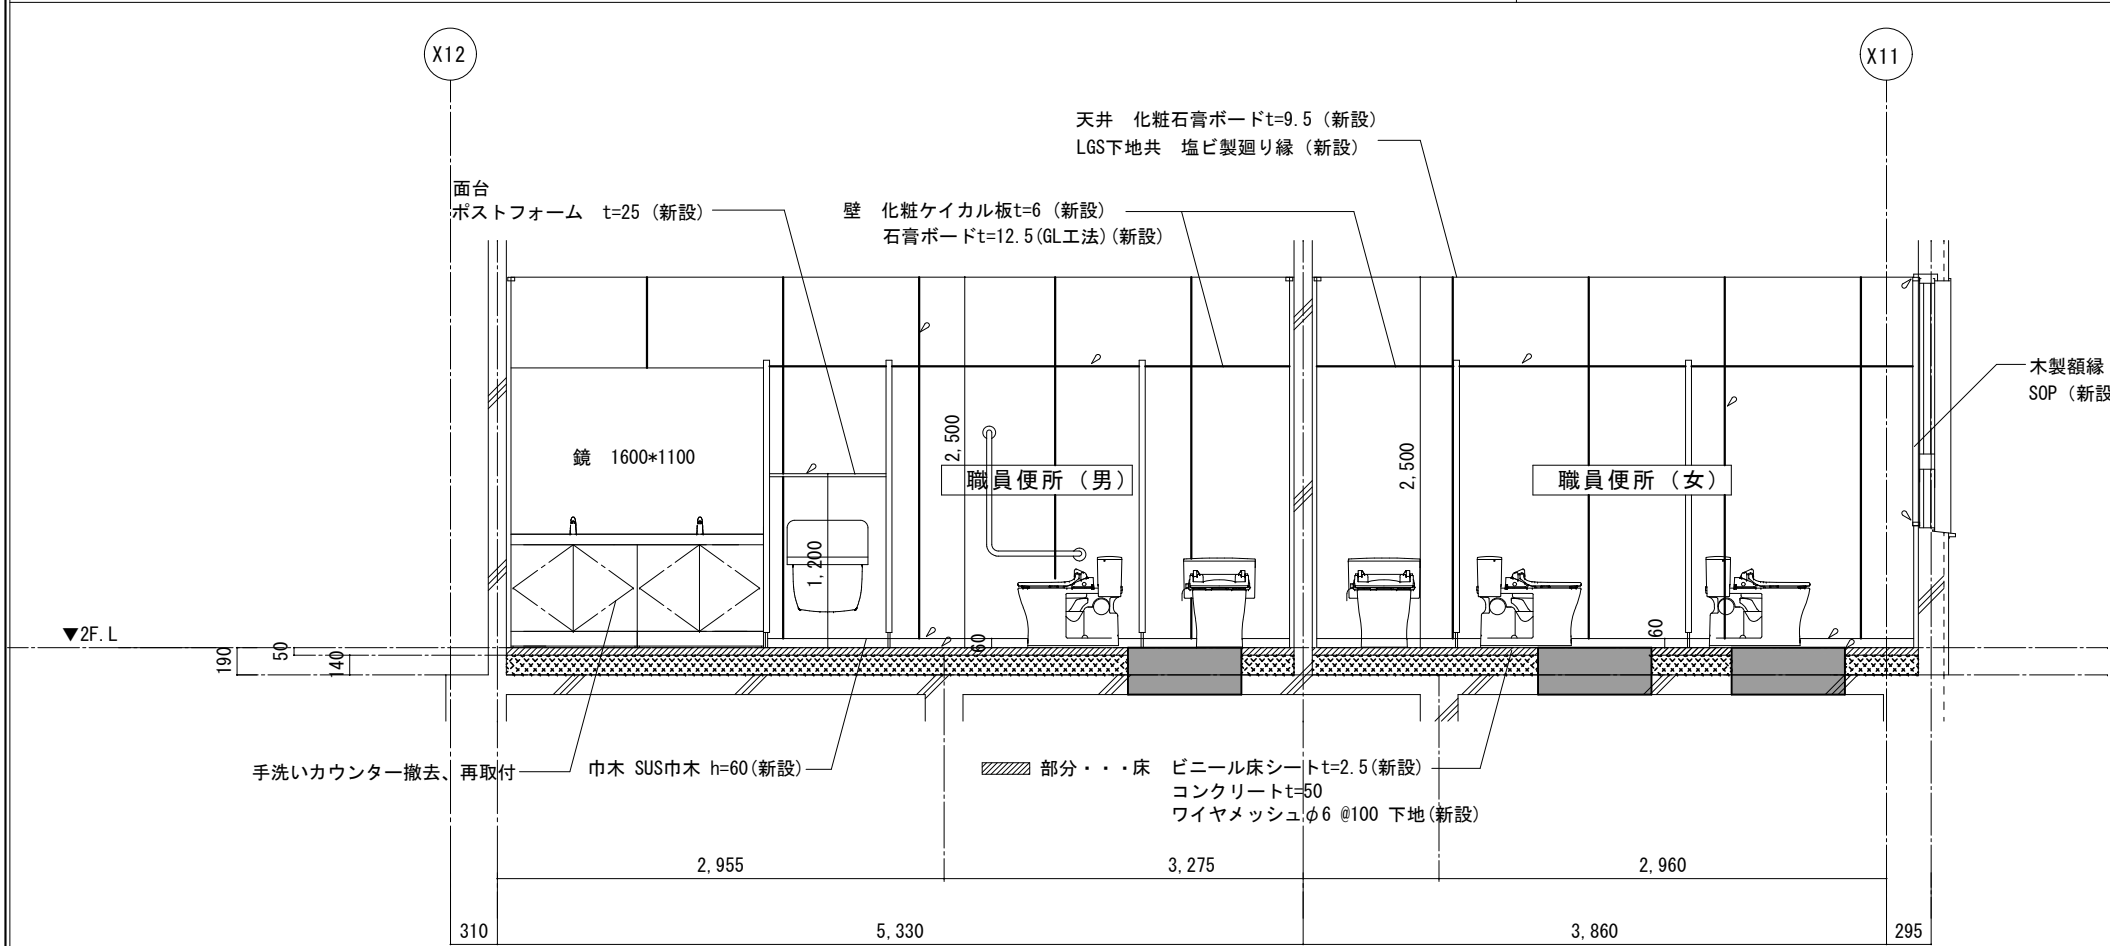 X12
X11
天井　化粧石膏ボードt=9.5（新設）
LGS下地共　塩ビ製廻り縁（新設）
面台
ポストフォーム　t=25（新設）
壁　化粧ケイカル板t=6（新設）
石膏ボードt=12.5(GL工法)(新設)
木製額縁
SOP（新設
鏡　1600*1100
2,500
2,500
職員便所（男）
職員便所（女）
1,200
▼2F.L
190
50
140
60
60
手洗いカウンター撤去、再取付
巾木 SUS巾木 h=60(新設)
部分・・・床　ビニール床シートt=2.5(新設)
コンクリートt=50
ワイヤメッシュφ6 @100 下地(新設)
2,955
3,275
2,960
310
5,330
3,860
295